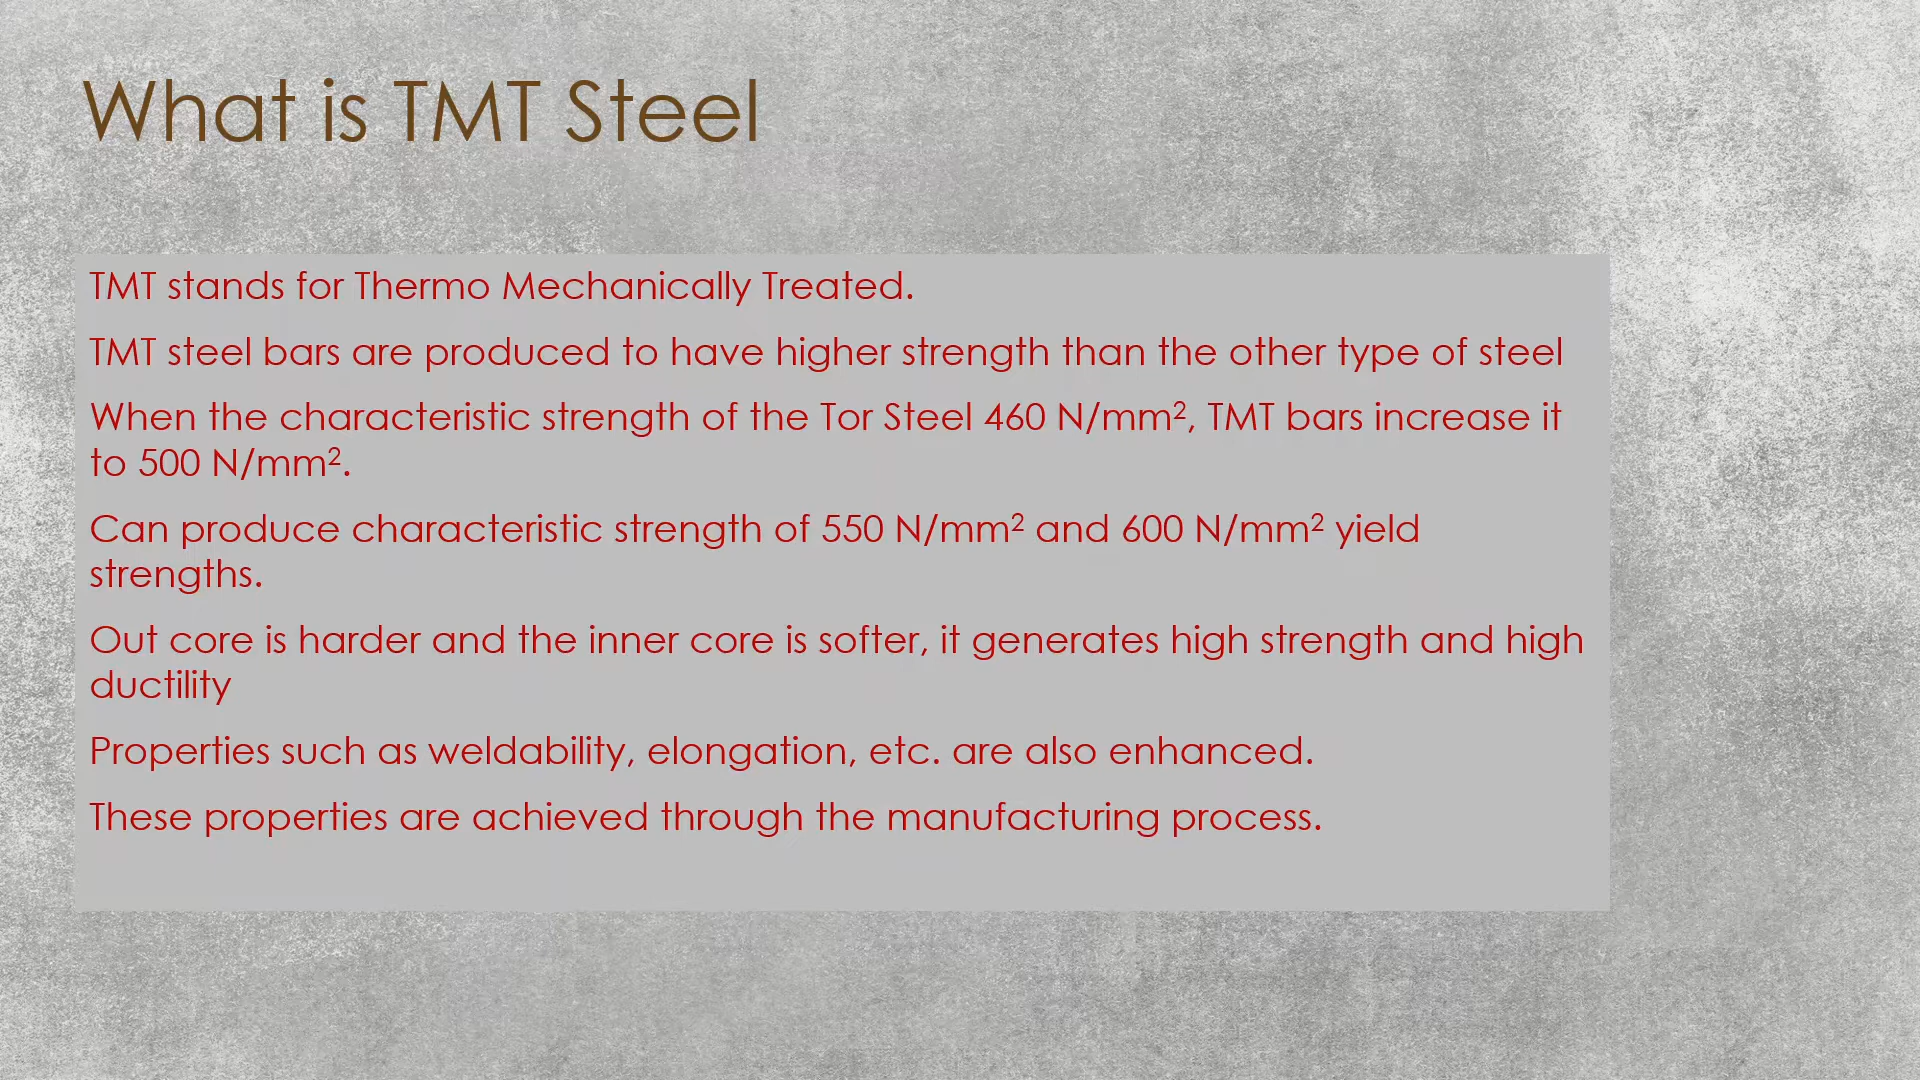 What is TMT Steel
TMT stands for Thermo Mechanically Treated.
TMT steel bars are produced to have higher strength than the other type of steel
When the characteristic strength of the Tor Steel 460 N/mm², TMT bars increase it
to 500 N/mm².
Can produce characteristic strength of 550 N/mm² and 600 N/mm² yield
strengths.
Out core is harder and the inner core is softer, it generates high strength and high
ductility
Properties such as weldability, elongation, etc. are also enhanced.
These properties are achieved through the manufacturing process.